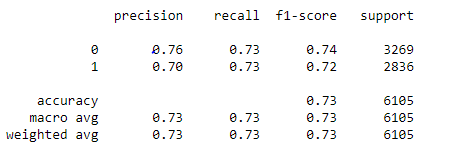 precision recall f1-score support
0 0.76 0.73 0.74 3269
1 0.70 0.73 0.72 2836
accuracy 0.73 6105
macro avg 0.73 0.73 0.73 6105
weighted avg 0.73 0.73 0.73 6105